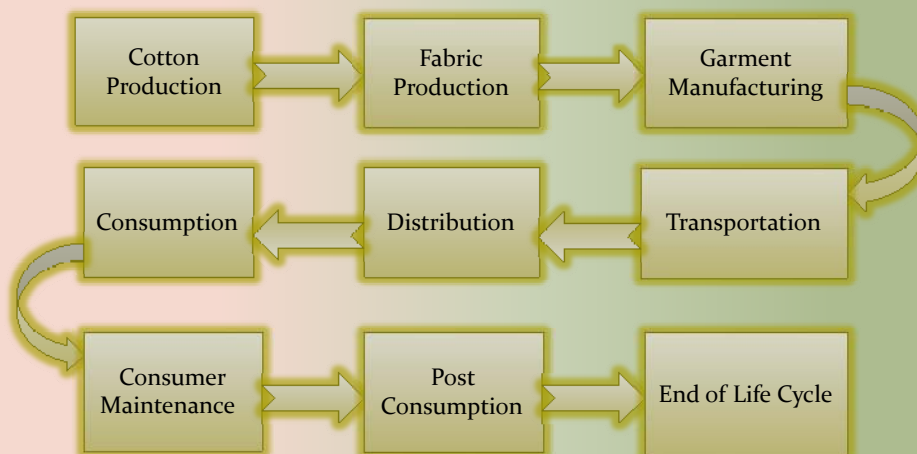 Cotton
Production
Fabric
Production
Garment
Manufacturing
Transportation
Distribution
Consumption
Consumer
Maintenance
Post
Consumption
End of Life Cycle